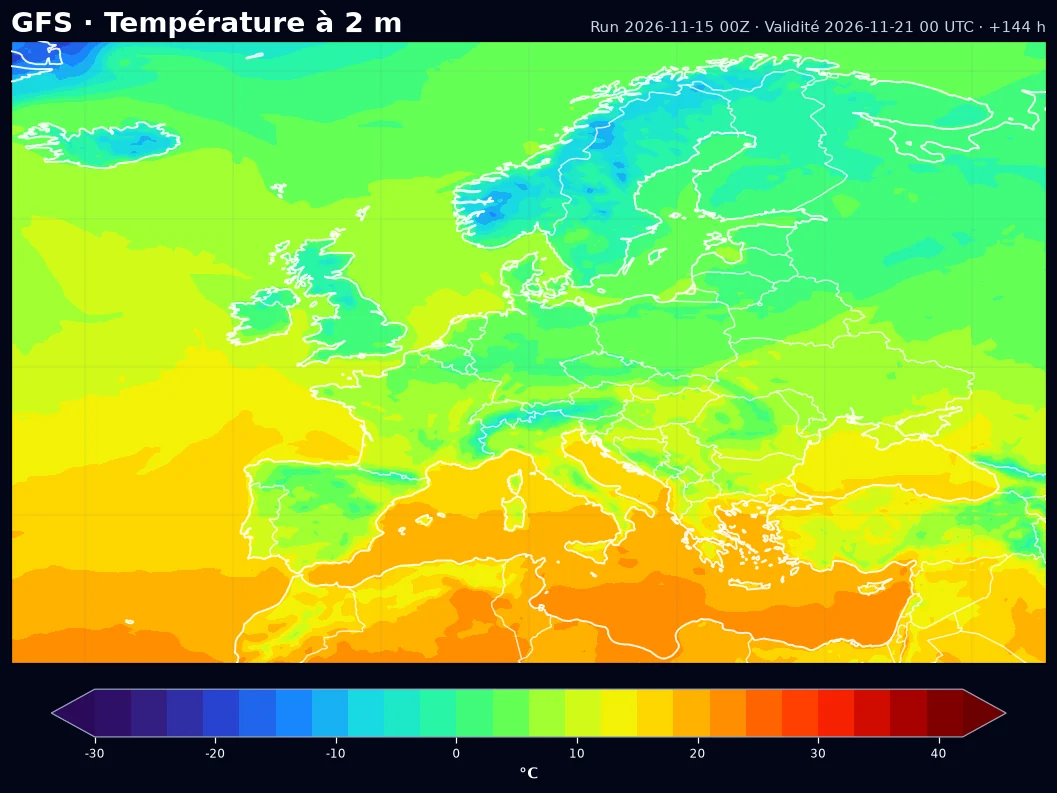 GFS · Température à 2 m
Run 2026-11-15 00Z · Validité 2026-11-21 00 UTC · +144 h
-30 -20 -10 0 10 20 30 40
°C